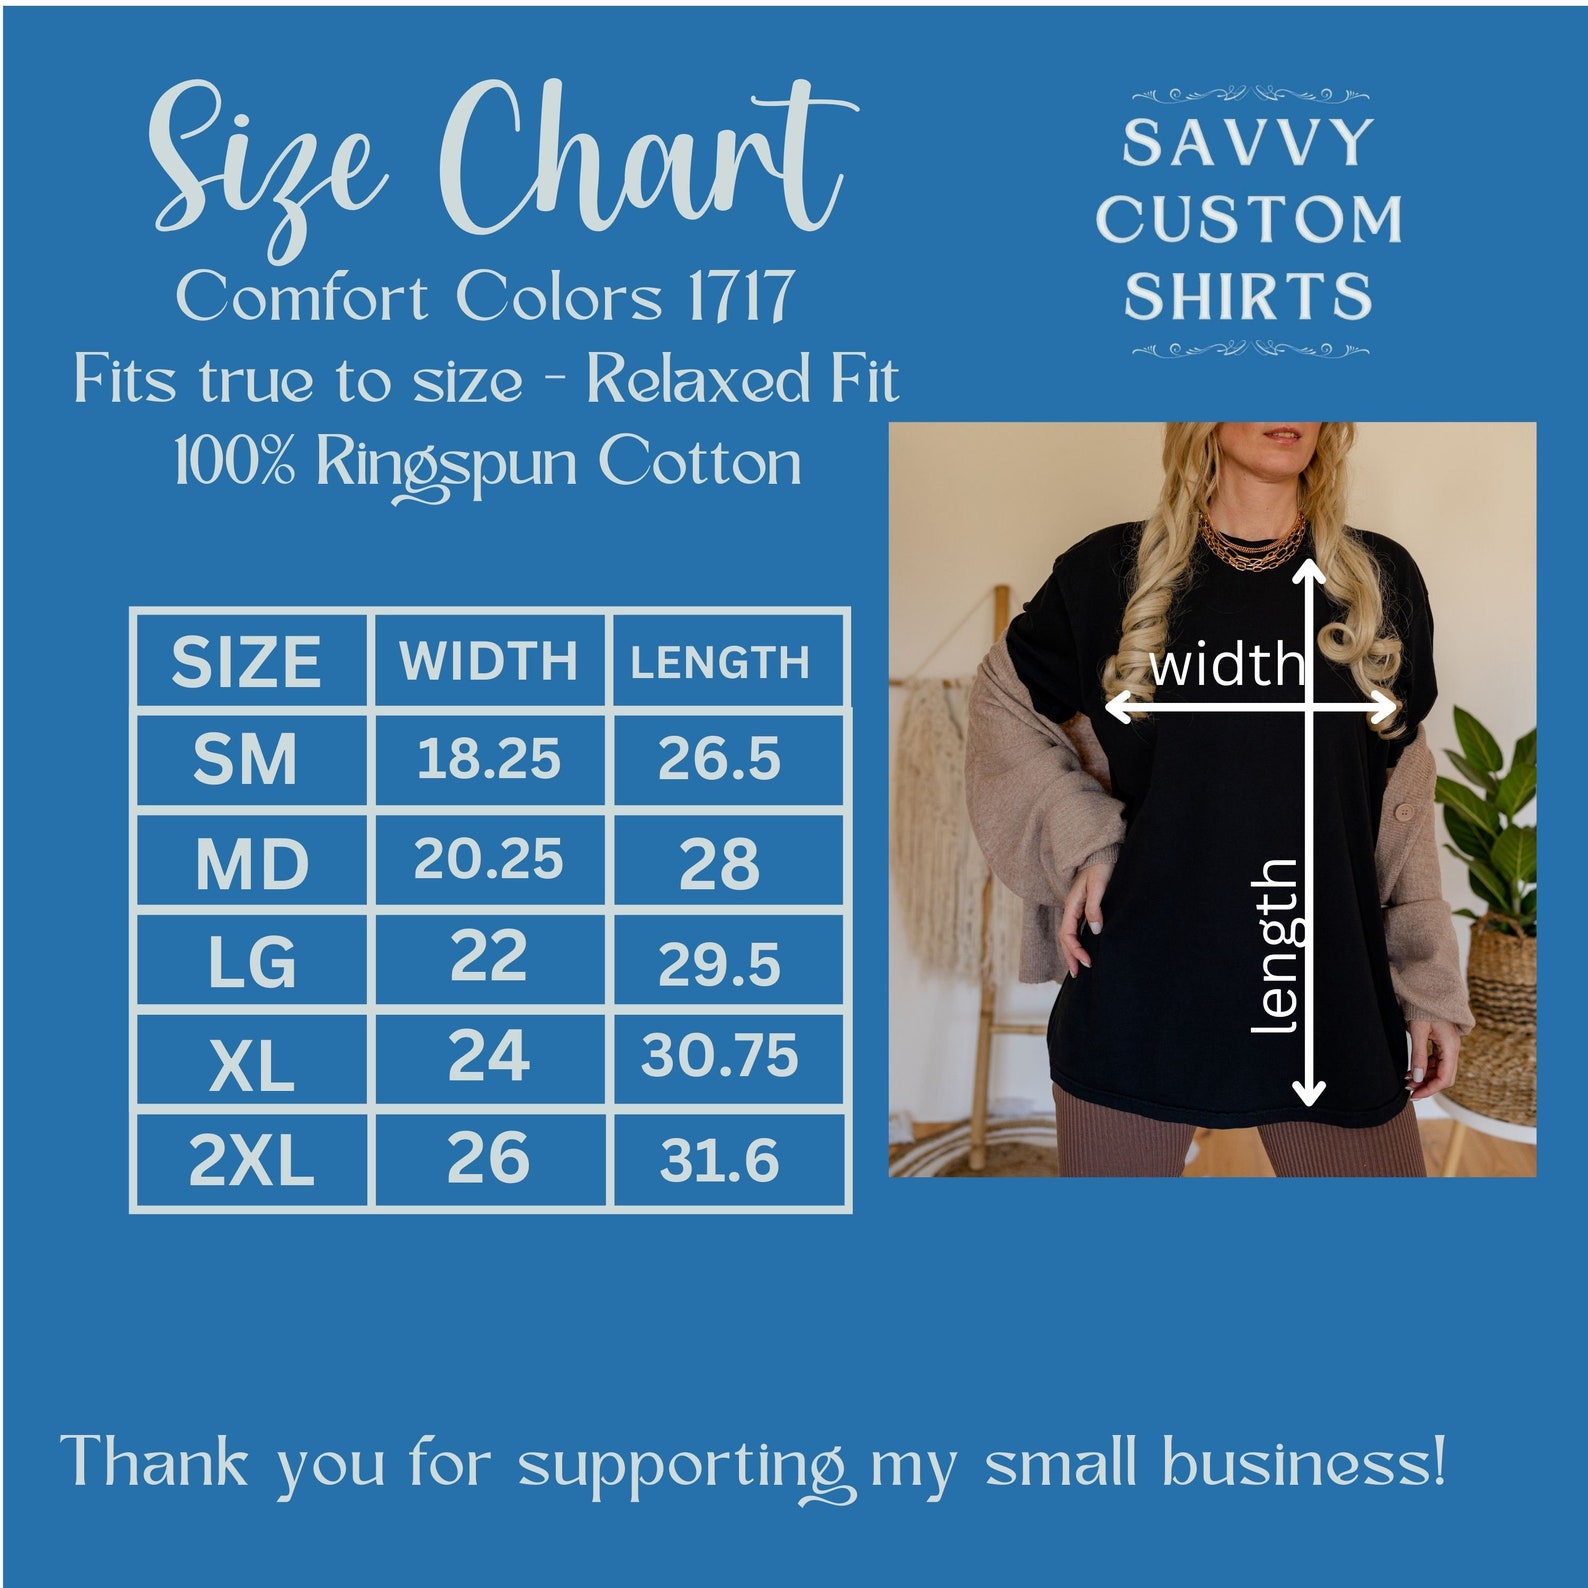 Size Chart
Comfort Colors 1717
Fits true to size - Relaxed Fit
100% Ringspun Cotton
SAVVY
CUSTOM
SHIRTS
SIZE WIDTH LENGTH
SM 18.25 26.5
MD 20.25 28
LG 22 29.5
XL 24 30.75
2XL 26 31.6
width
length
Thank you for supporting my small business!